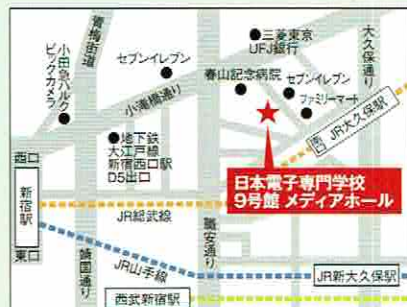 青梅街道
小田急ハルク
ビックカメラ
セブンイレブン
小滝橋通り
三菱東京
UFJ銀行
大久保通り
春山記念病院
セブンイレブン
ファミリーマート
地下鉄
大江戸線
新宿西口駅
D5出口
南口
JR大久保駅
西口
新宿駅
東口
日本電子専門学校
9号館 メディアホール
JR総武線
職安通り
靖国通り
JR山手線
JR新大久保駅
西武新宿駅